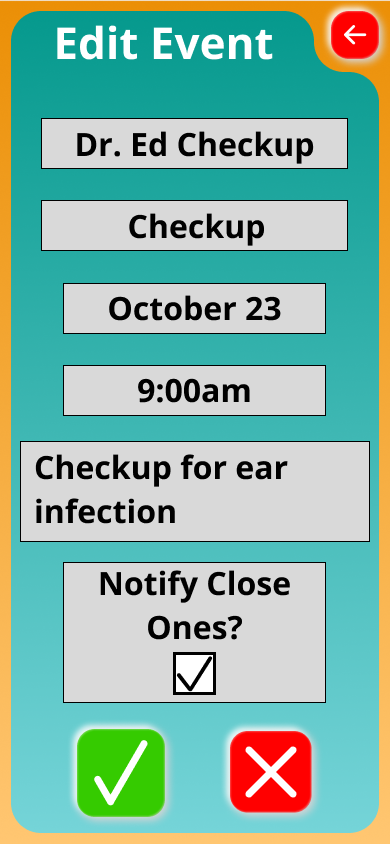 Edit Event
Dr. Ed Checkup
Checkup
October 23
9:00am
Checkup for ear
infection
Notify Close
Ones?